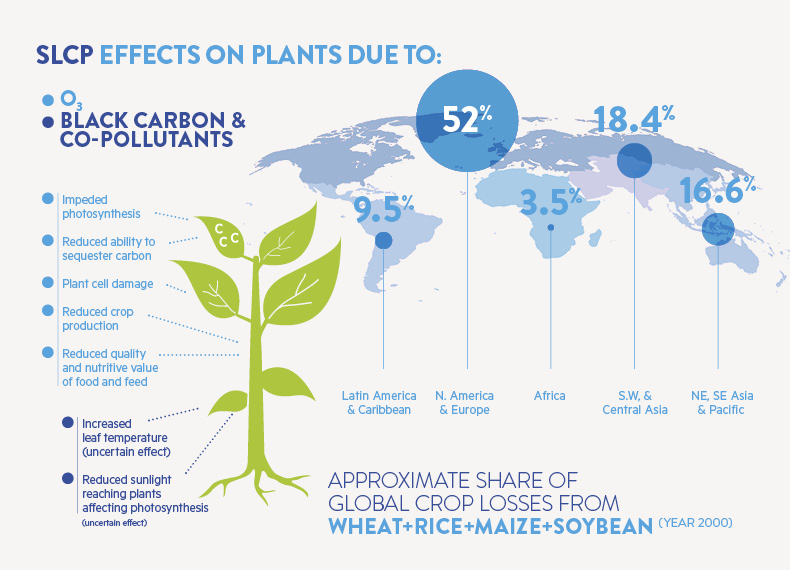 SLCP EFFECTS ON PLANTS DUE TO:
O3
BLACK CARBON &
CO-POLLUTANTS
52%
18.4%
16.6%
9.5%
3.5%
Impeded
photosynthesis
Reduced ability to
sequester carbon
Plant cell damage
Reduced crop
production
Reduced quality
and nutritive value
of food and feed
C
C C
Increased
leaf temperature
(uncertain effect)
Reduced sunlight
reaching plants
affecting photosynthesis
(uncertain effect)
Latin America
& Caribbean
N. America
& Europe
Africa
S.W, &
Central Asia
NE, SE Asia
& Pacific
APPROXIMATE SHARE OF
GLOBAL CROP LOSSES FROM
WHEAT+RICE+MAIZE+SOYBEAN (YEAR 2000)